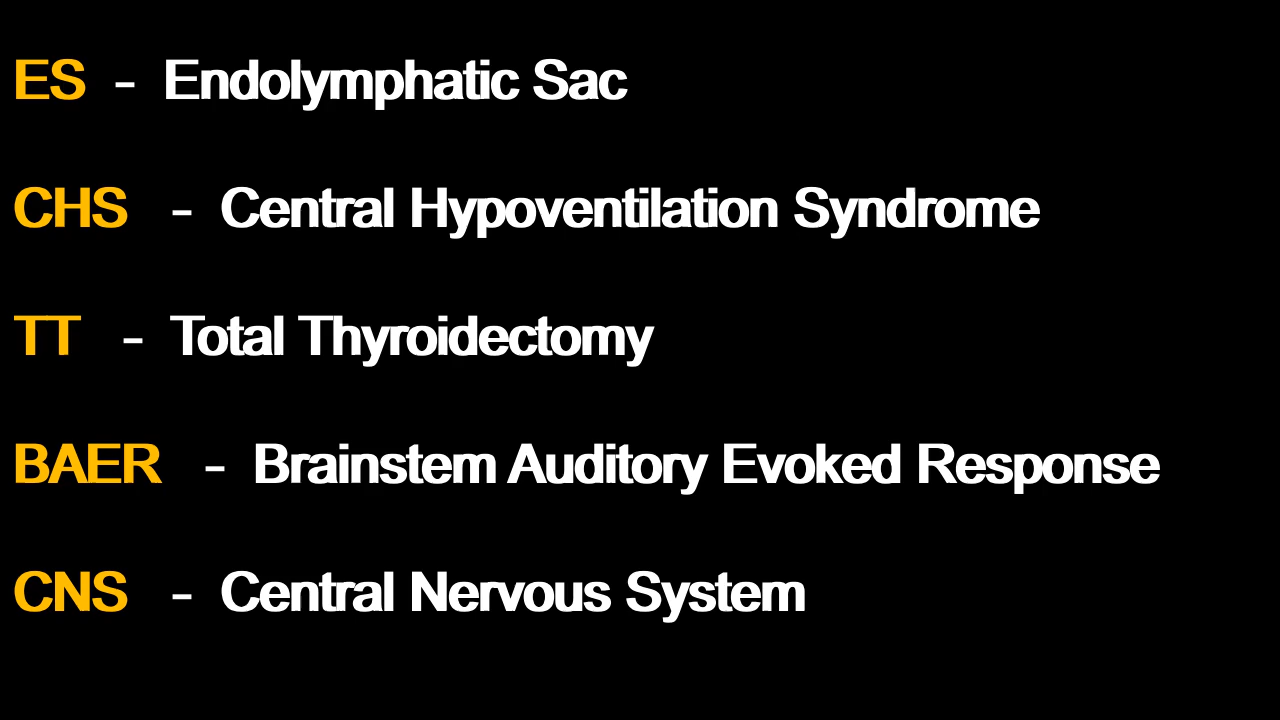 ES - Endolymphatic Sac
CHS - Central Hypoventilation Syndrome
TT - Total Thyroidectomy
BAER - Brainstem Auditory Evoked Response
CNS - Central Nervous System